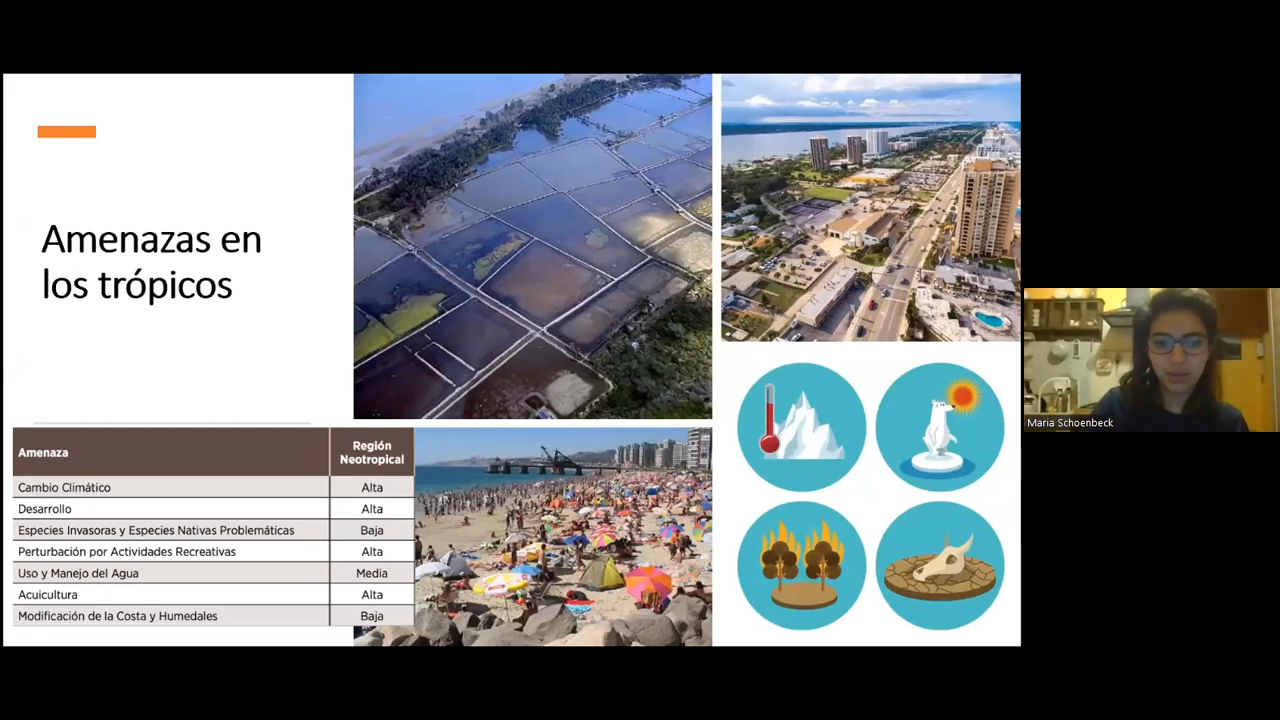 Amenazas en
los trópicos
Amenaza Región Neotropical
Cambio Climático Alta
Desarrollo Alta
Especies Invasoras y Especies Nativas Problemáticas Baja
Perturbación por Actividades Recreativas Alta
Uso y Manejo del Agua Media
Acuicultura Alta
Modificación de la Costa y Humedales Baja
Maria Schoenbeck